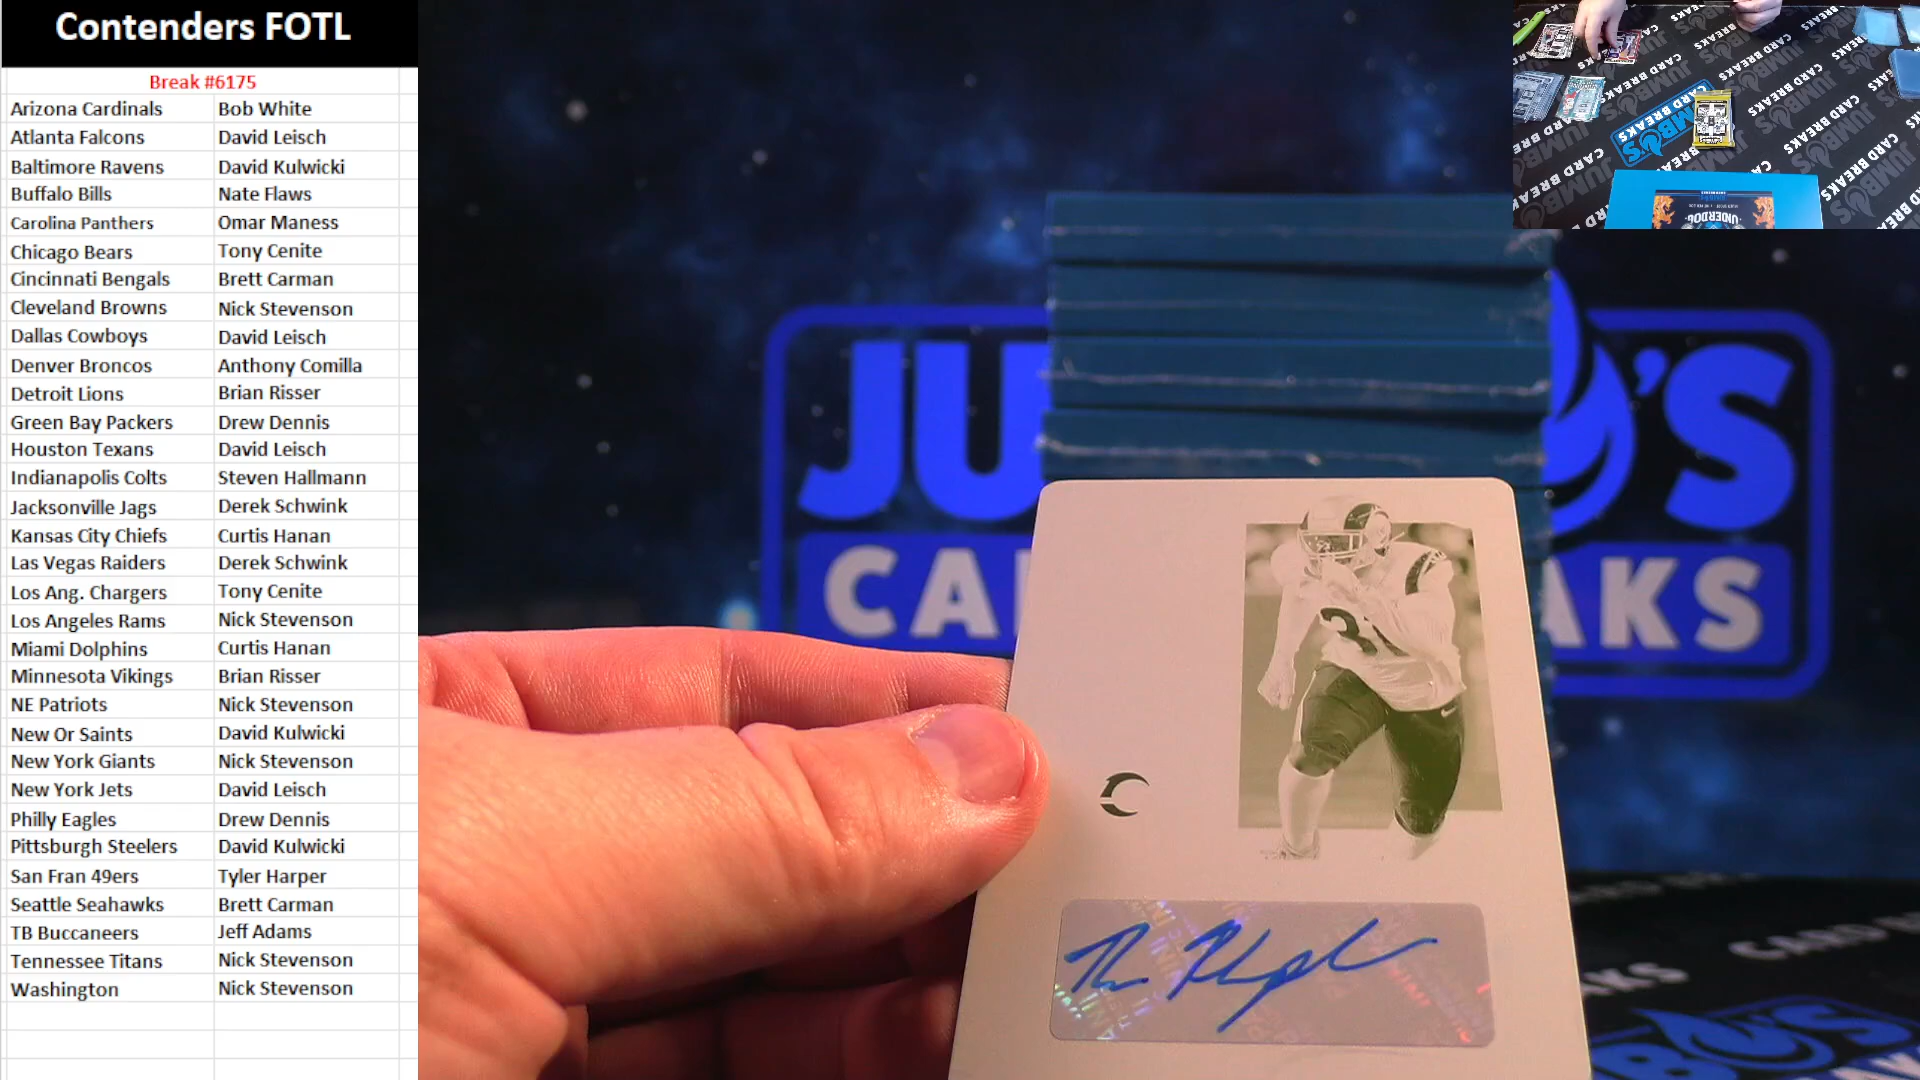 Contenders FOTL
Break #6175
Arizona Cardinals Bob White
Atlanta Falcons David Leisch
Baltimore Ravens David Kulwicki
Buffalo Bills Nate Flaws
Carolina Panthers Omar Maness
Chicago Bears Tony Cenite
Cincinnati Bengals Brett Carman
Cleveland Browns Nick Stevenson
Dallas Cowboys David Leisch
Denver Broncos Anthony Comilla
Detroit Lions Brian Risser
Green Bay Packers Drew Dennis
Houston Texans David Leisch
Indianapolis Colts Steven Hallmann
Jacksonville Jags Derek Schwink
Kansas City Chiefs Curtis Hanan
Las Vegas Raiders Derek Schwink
Los Ang. Chargers Tony Cenite
Los Angeles Rams Nick Stevenson
Miami Dolphins Curtis Hanan
Minnesota Vikings Brian Risser
NE Patriots Nick Stevenson
New Or Saints David Kulwicki
New York Giants Nick Stevenson
New York Jets David Leisch
Philly Eagles Drew Dennis
Pittsburgh Steelers David Kulwicki
San Fran 49ers Tyler Harper
Seattle Seahawks Brett Carman
TB Buccaneers Jeff Adams
Tennessee Titans Nick Stevenson
Washington Nick Stevenson
CARD BREAKS
UNDERDOG